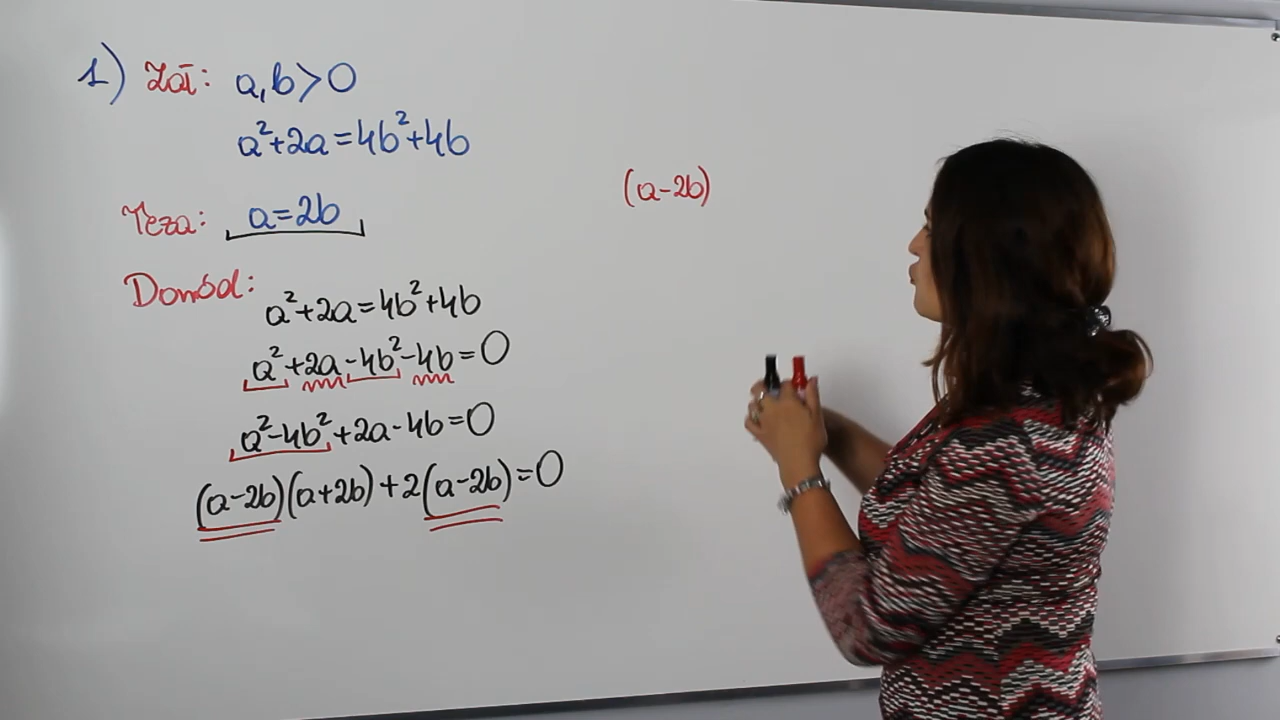 1) Zał: a,b>0
a²+2a=4b²+4b
Teza: a=2b
Dowód:
a²+2a=4b²+4b
a²+2a-4b²-4b=0
a²-4b²+2a-4b=0
(a-2b)(a+2b)+2(a-2b)=0
(a-2b)